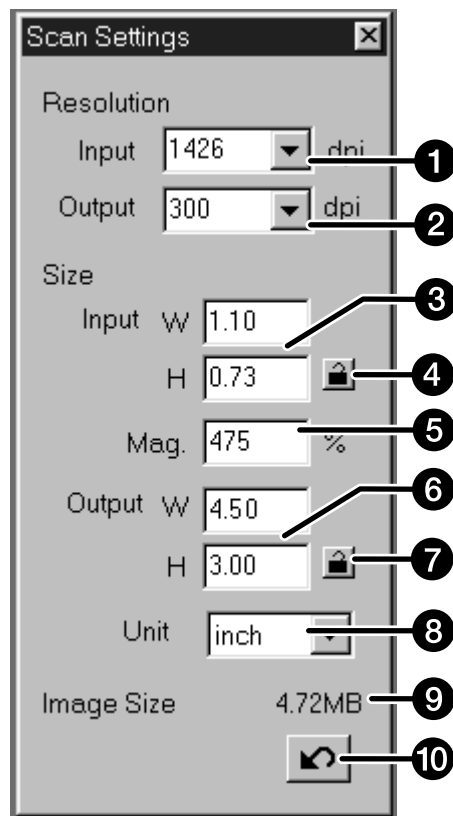 Scan Settings
Resolution
Input 1426 dpi 1
Output 300 dpi 2
Size
Input W 1.10 3
H 0.73 4
Mag. 475 % 5
Output W 4.50 6
H 3.00 7
Unit inch 8
Image Size 4.72MB 9
10